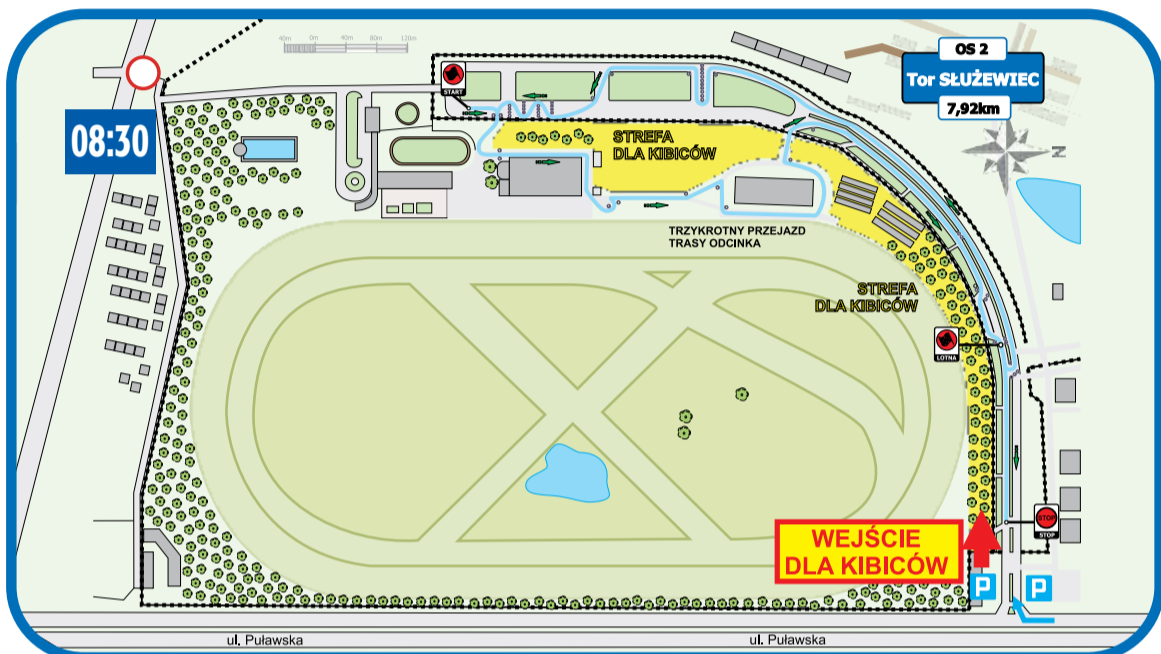 40m 0m 40m 80m 120m
OS 2
Tor SŁUŻEWIEC
7,92km
START
08:30
STREFA
DLA KIBICÓW
N
TRZYKROTNY PRZEJAZD
TRASY ODCINKA
STREFA
DLA KIBICÓW
LOTNA
STOP
STOP
WEJŚCIE
DLA KIBICÓW
P
P
ul. Puławska
ul. Puławska